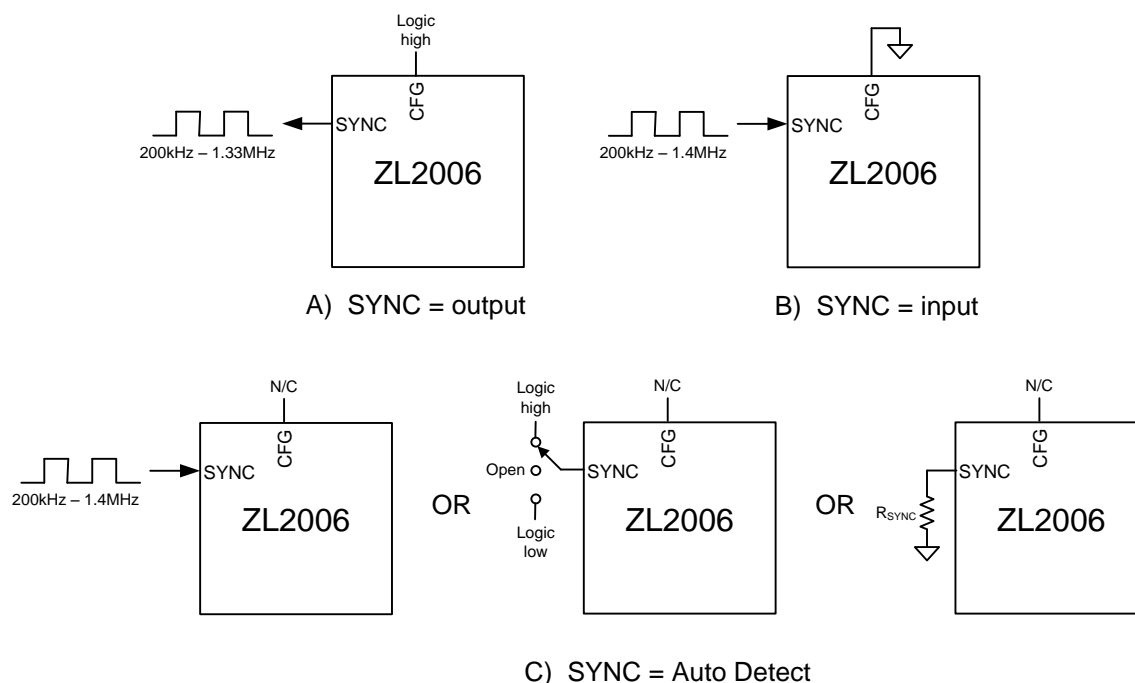 Logic
high
CFG
SYNC
200kHz – 1.33MHz
ZL2006
A) SYNC = output
CFG
SYNC
200kHz – 1.4MHz
ZL2006
B) SYNC = input
N/C
CFG
SYNC
200kHz – 1.4MHz
ZL2006
OR
Logic
high
Open
Logic
low
N/C
CFG
SYNC
ZL2006
OR
N/C
CFG
SYNC
RSYNC
ZL2006
C) SYNC = Auto Detect